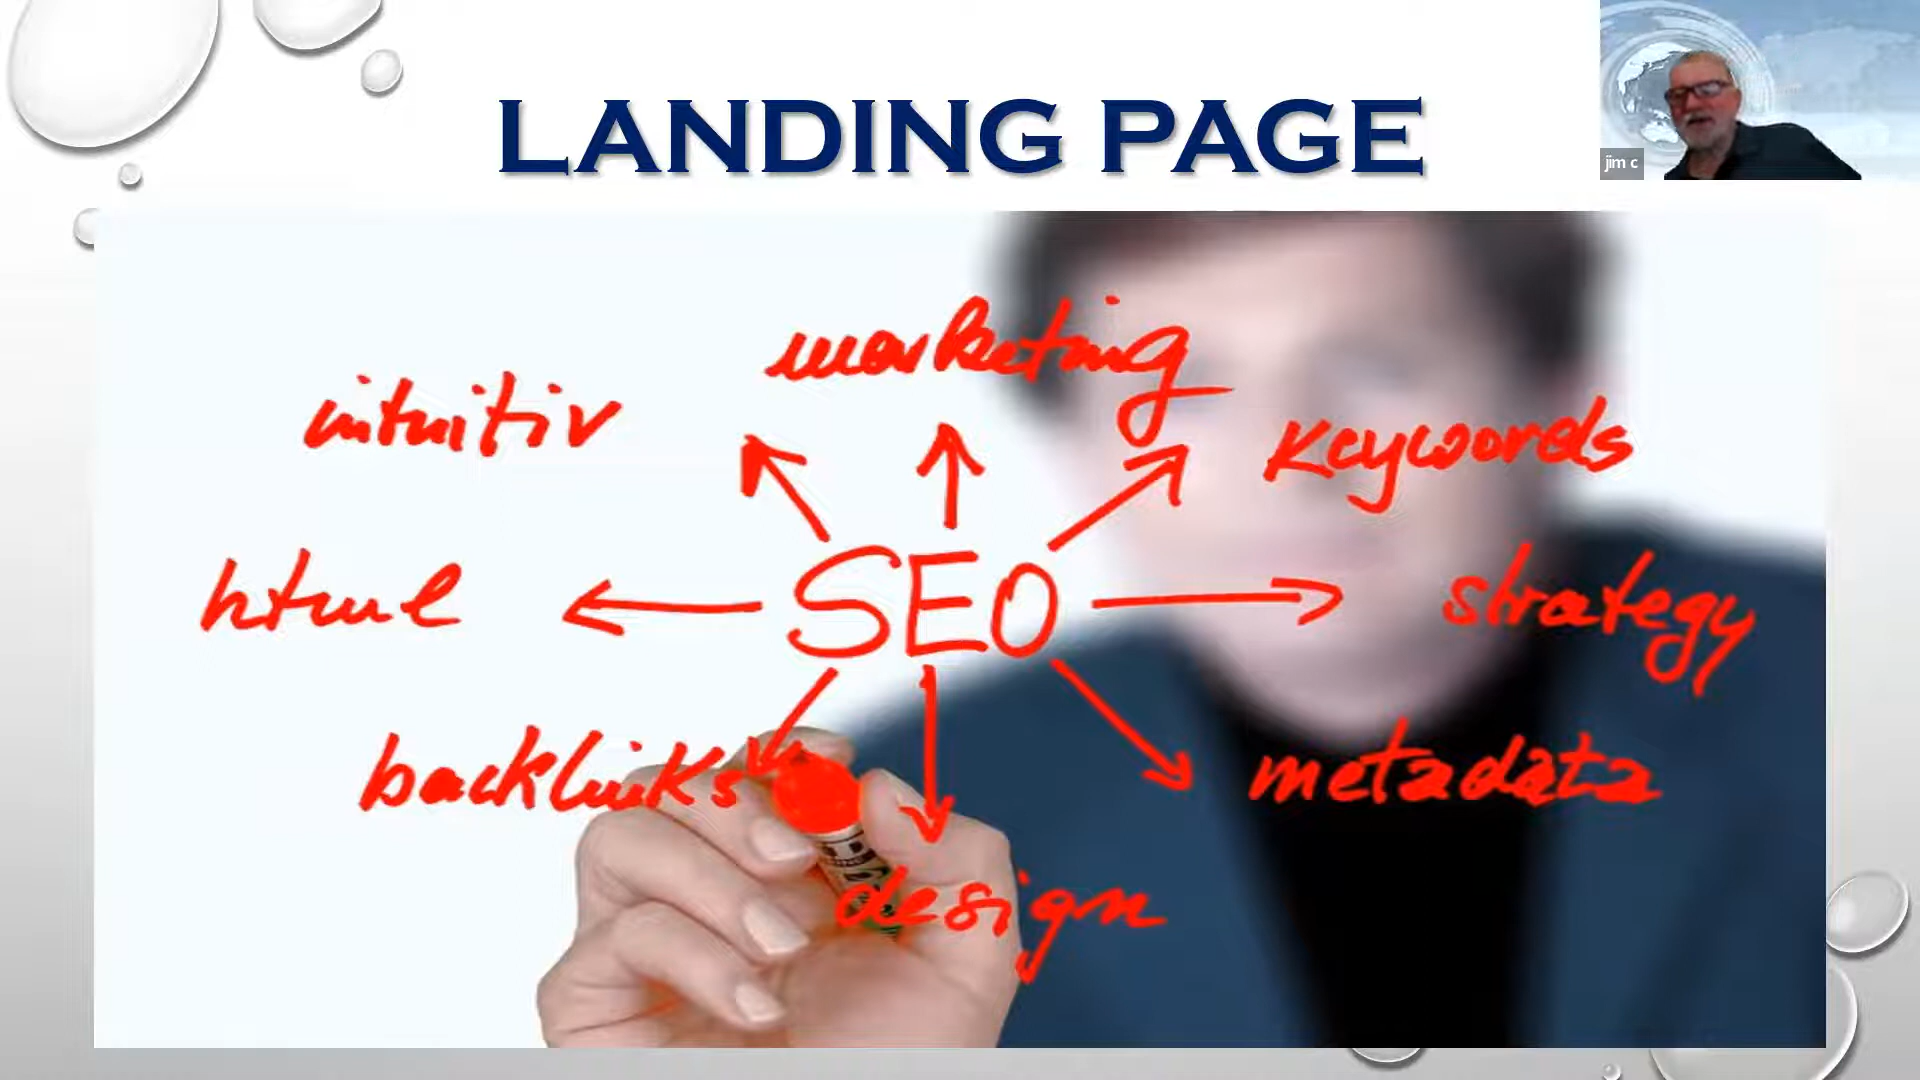 LANDING PAGE
jim c
marketing
intuitiv
keywords
html
SEO
strategy
backlinks
metadata
design